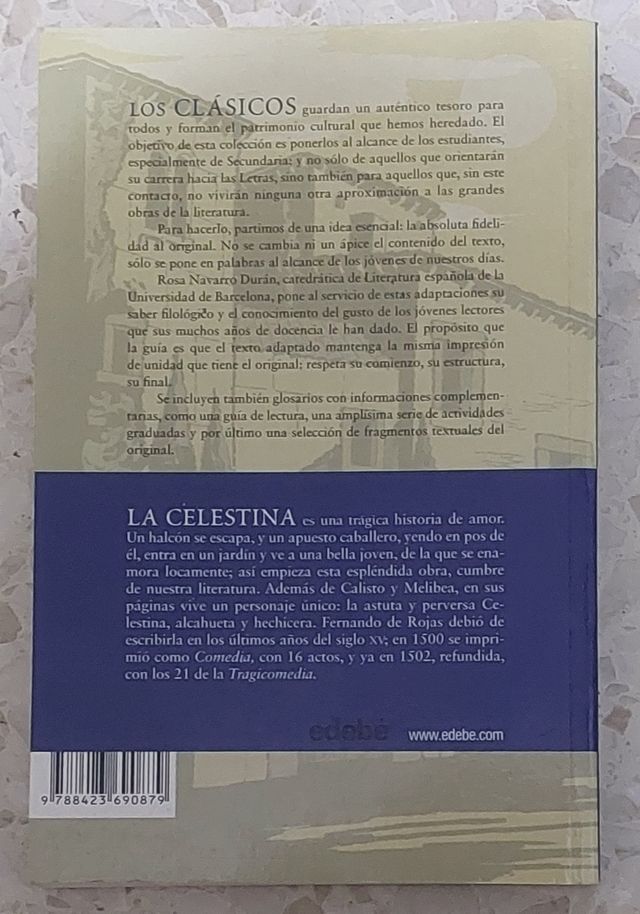 LOS CLÁSICOS guardan un auténtico tesoro para
todos y forman el patrimonio cultural que hemos heredado. El
objetivo de esta colección es ponerlos al alcance de los estudiantes,
especialmente de Secundaria; y no sólo de aquellos que orientarán
su carrera hacia las Letras, sino también para aquellos que, sin este
contacto, no vivirán ninguna otra aproximación a las grandes
obras de la literatura.
Para hacerlo, partimos de una idea esencial: la absoluta fideli-
dad al original. No se cambia ni un ápice el contenido del texto,
sólo se pone en palabras al alcance de los jóvenes de nuestros días.
Rosa Navarro Durán, catedrática de Literatura española de la
Universidad de Barcelona, pone al servicio de estas adaptaciones su
saber filológico y el conocimiento del gusto de los jóvenes lectores
que sus muchos años de docencia le han dado. El propósito que
la guía es que el texto adaptado mantenga la misma impresión
de unidad que tiene el original: respeta su comienzo, su estructura,
su final.
Se incluyen también glosarios con informaciones complemen-
tarias, como una guía de lectura, una amplísima serie de actividades
graduadas y por último una selección de fragmentos textuales del
original.
LA CELESTINA es una trágica historia de amor.
Un halcón se escapa, y un apuesto caballero, yendo en pos de
él, entra en un jardín y ve a una bella joven, de la que se ena-
mora locamente; así empieza esta espléndida obra, cumbre
de nuestra literatura. Además de Calisto y Melibea, en sus
páginas vive un personaje único: la astuta y perversa Ce-
lestina, alcahueta y hechicera. Fernando de Rojas debió de
escribirla en los últimos años del siglo XV; en 1500 se impri-
mió como Comedia, con 16 actos, y ya en 1502, refundida,
con los 21 de la Tragicomedia.
edebé www.edebe.com
9 788423 690879